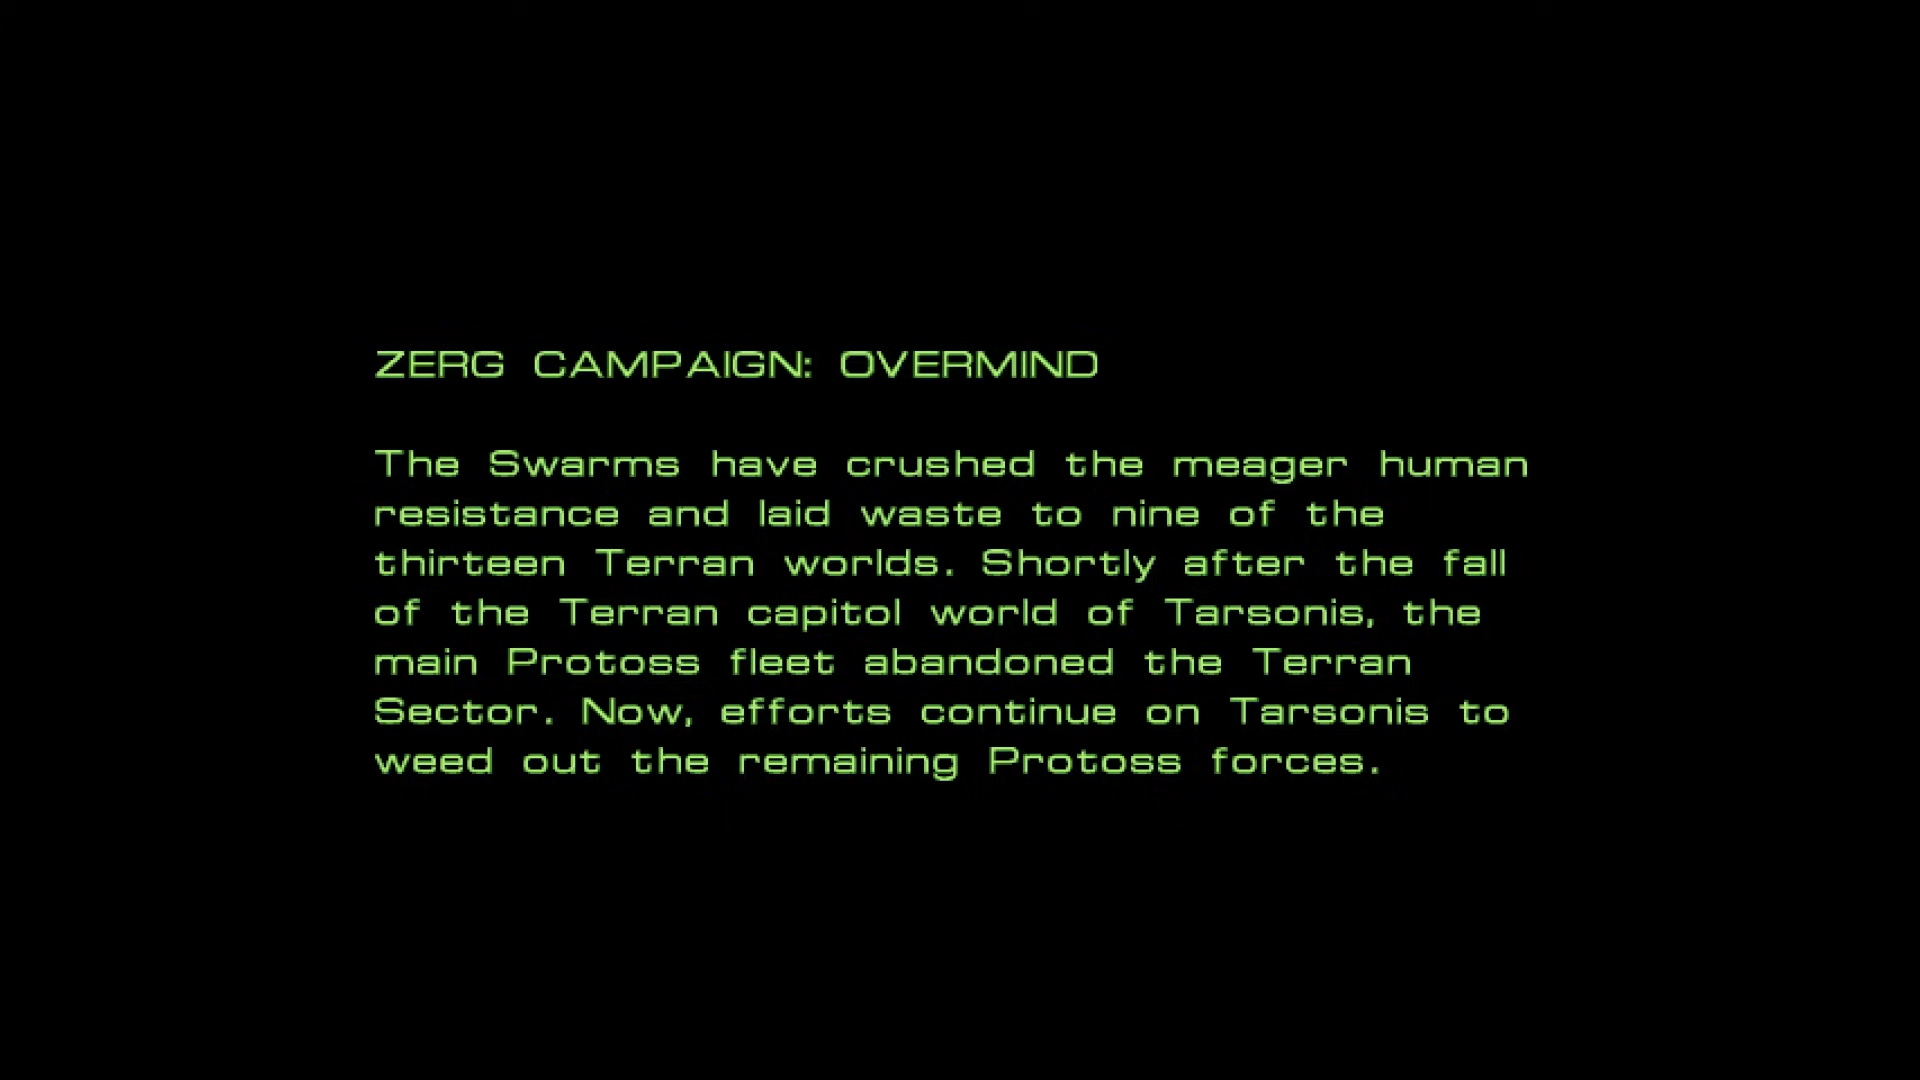 ZERG CAMPAIGN: OVERMIND
The Swarms have crushed the meager human
resistance and laid waste to nine of the
thirteen Terran worlds. Shortly after the fall
of the Terran capitol world of Tarsonis, the
main Protoss fleet abandoned the Terran
Sector. Now, efforts continue on Tarsonis to
weed out the remaining Protoss forces.